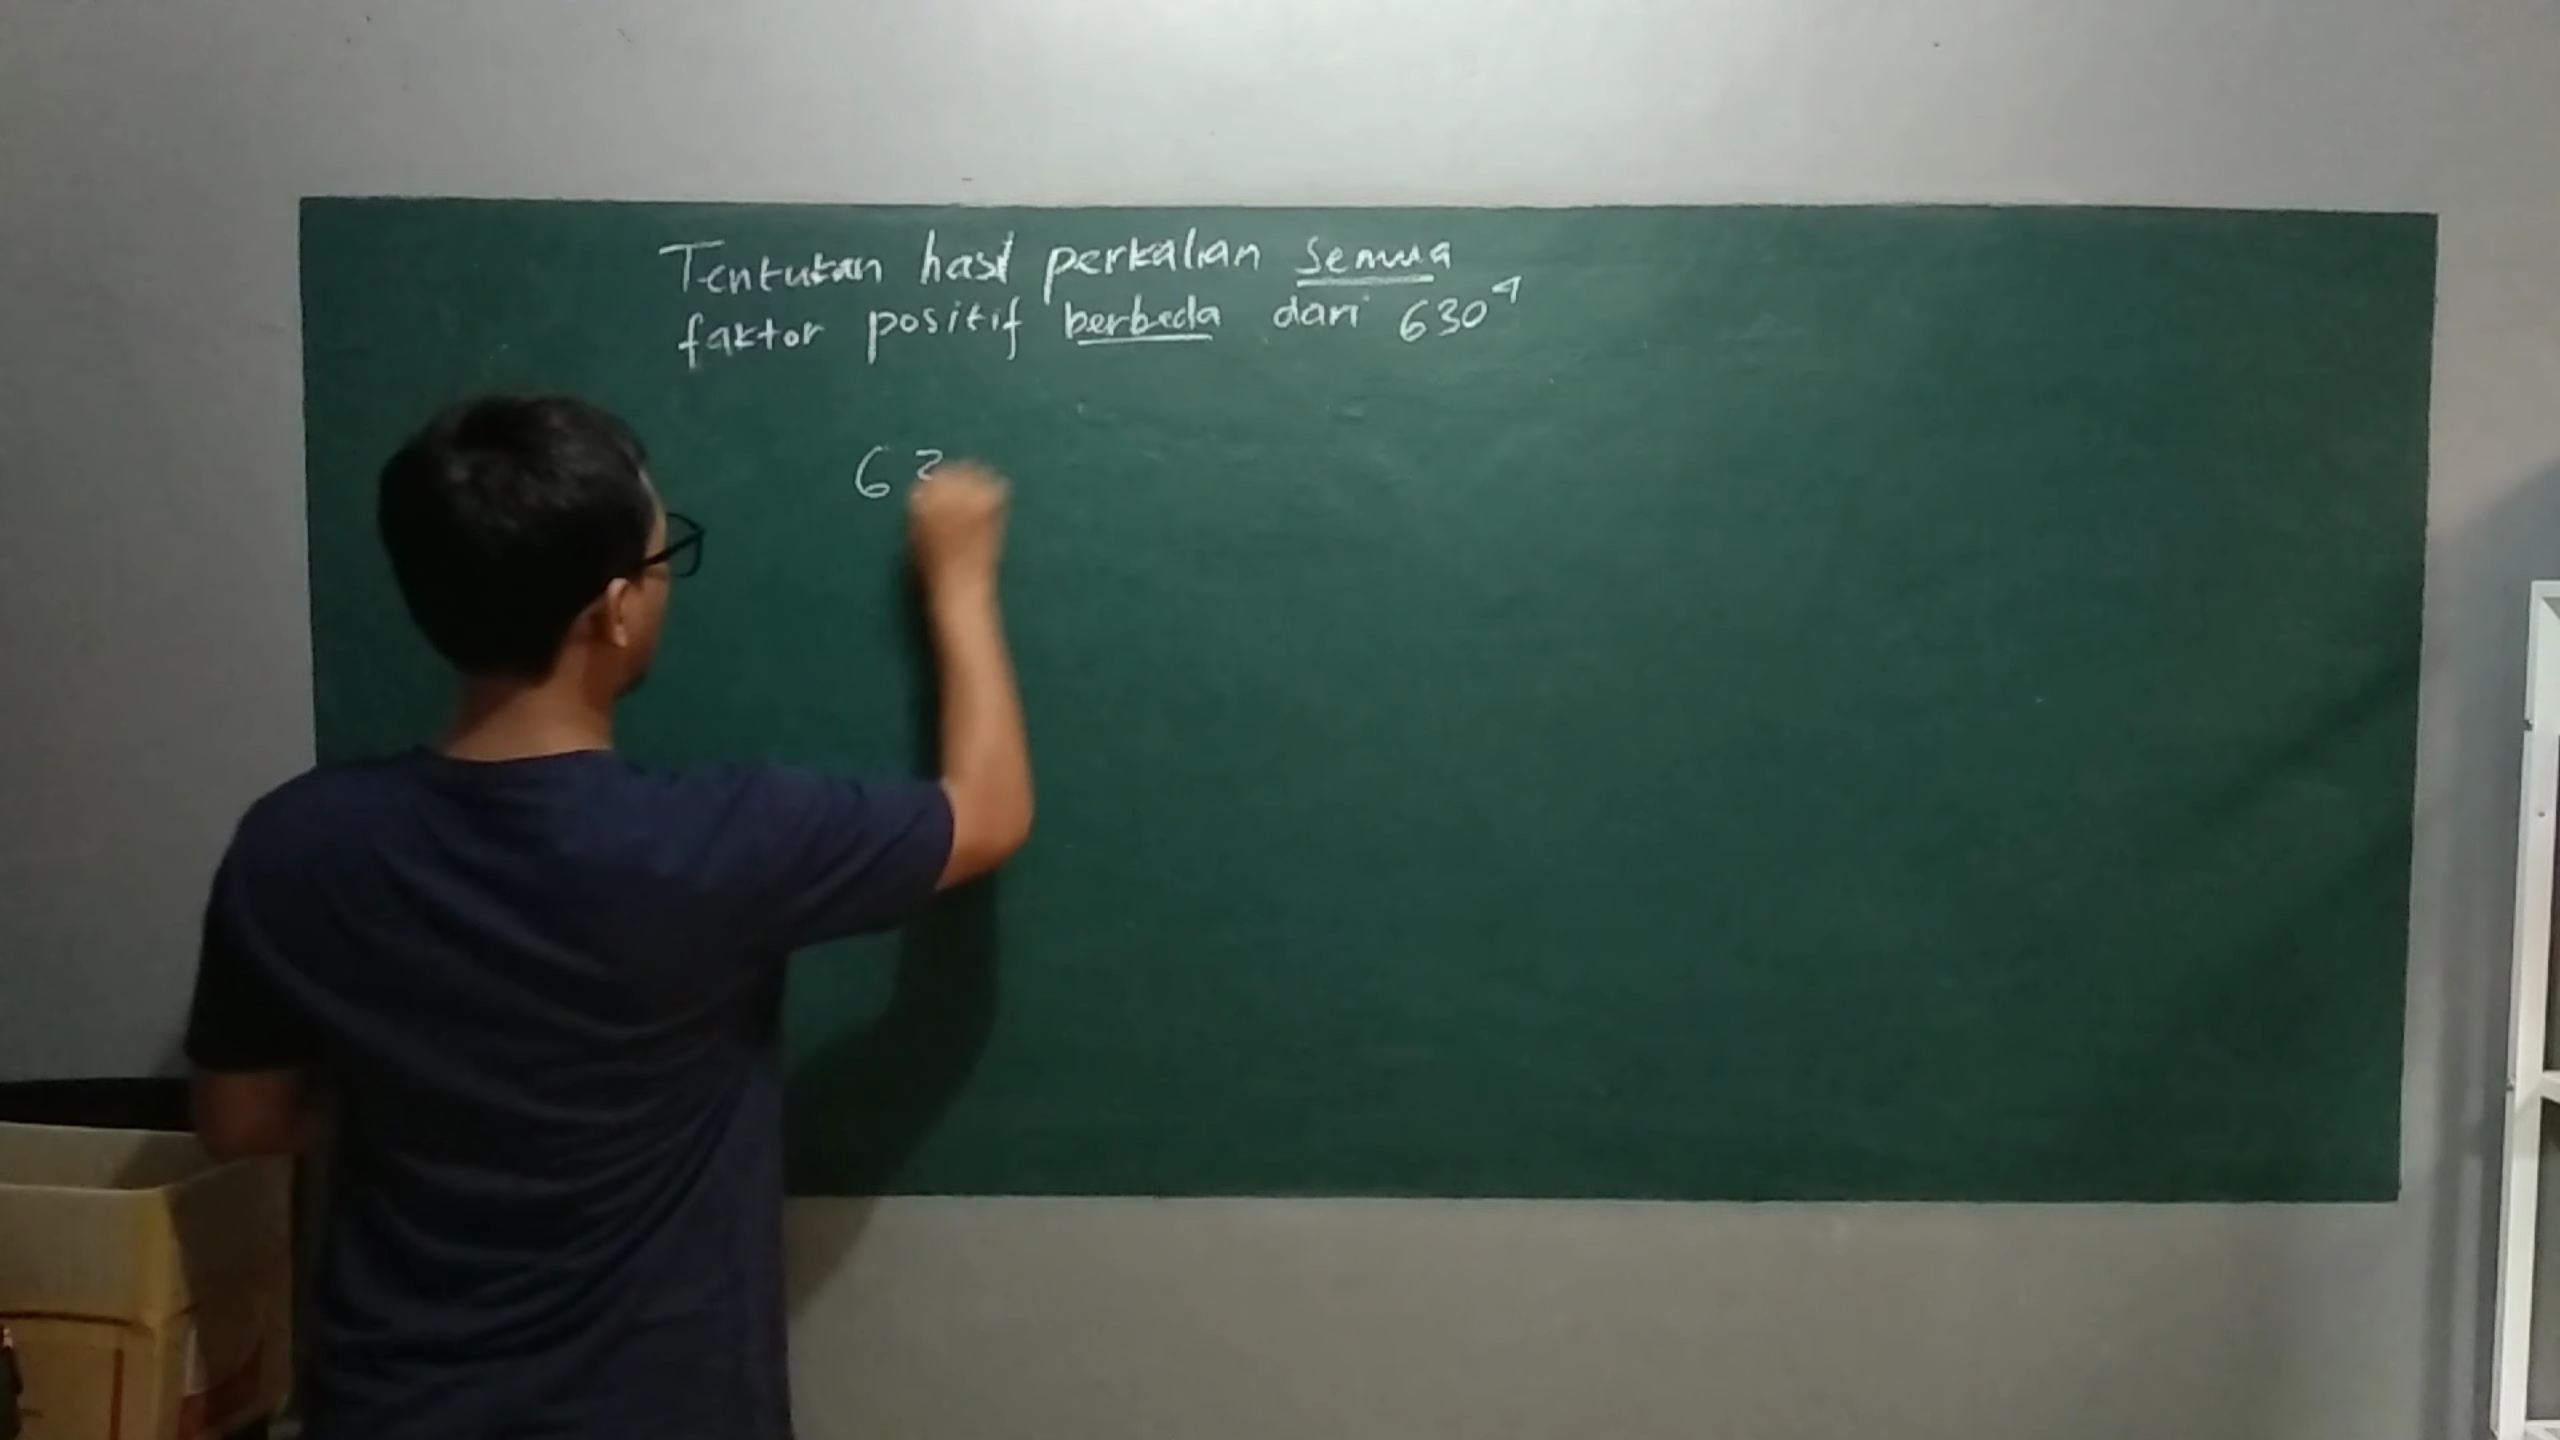 Tentukan hasil perkalian semua
faktor positif berbeda dari 630⁴
63